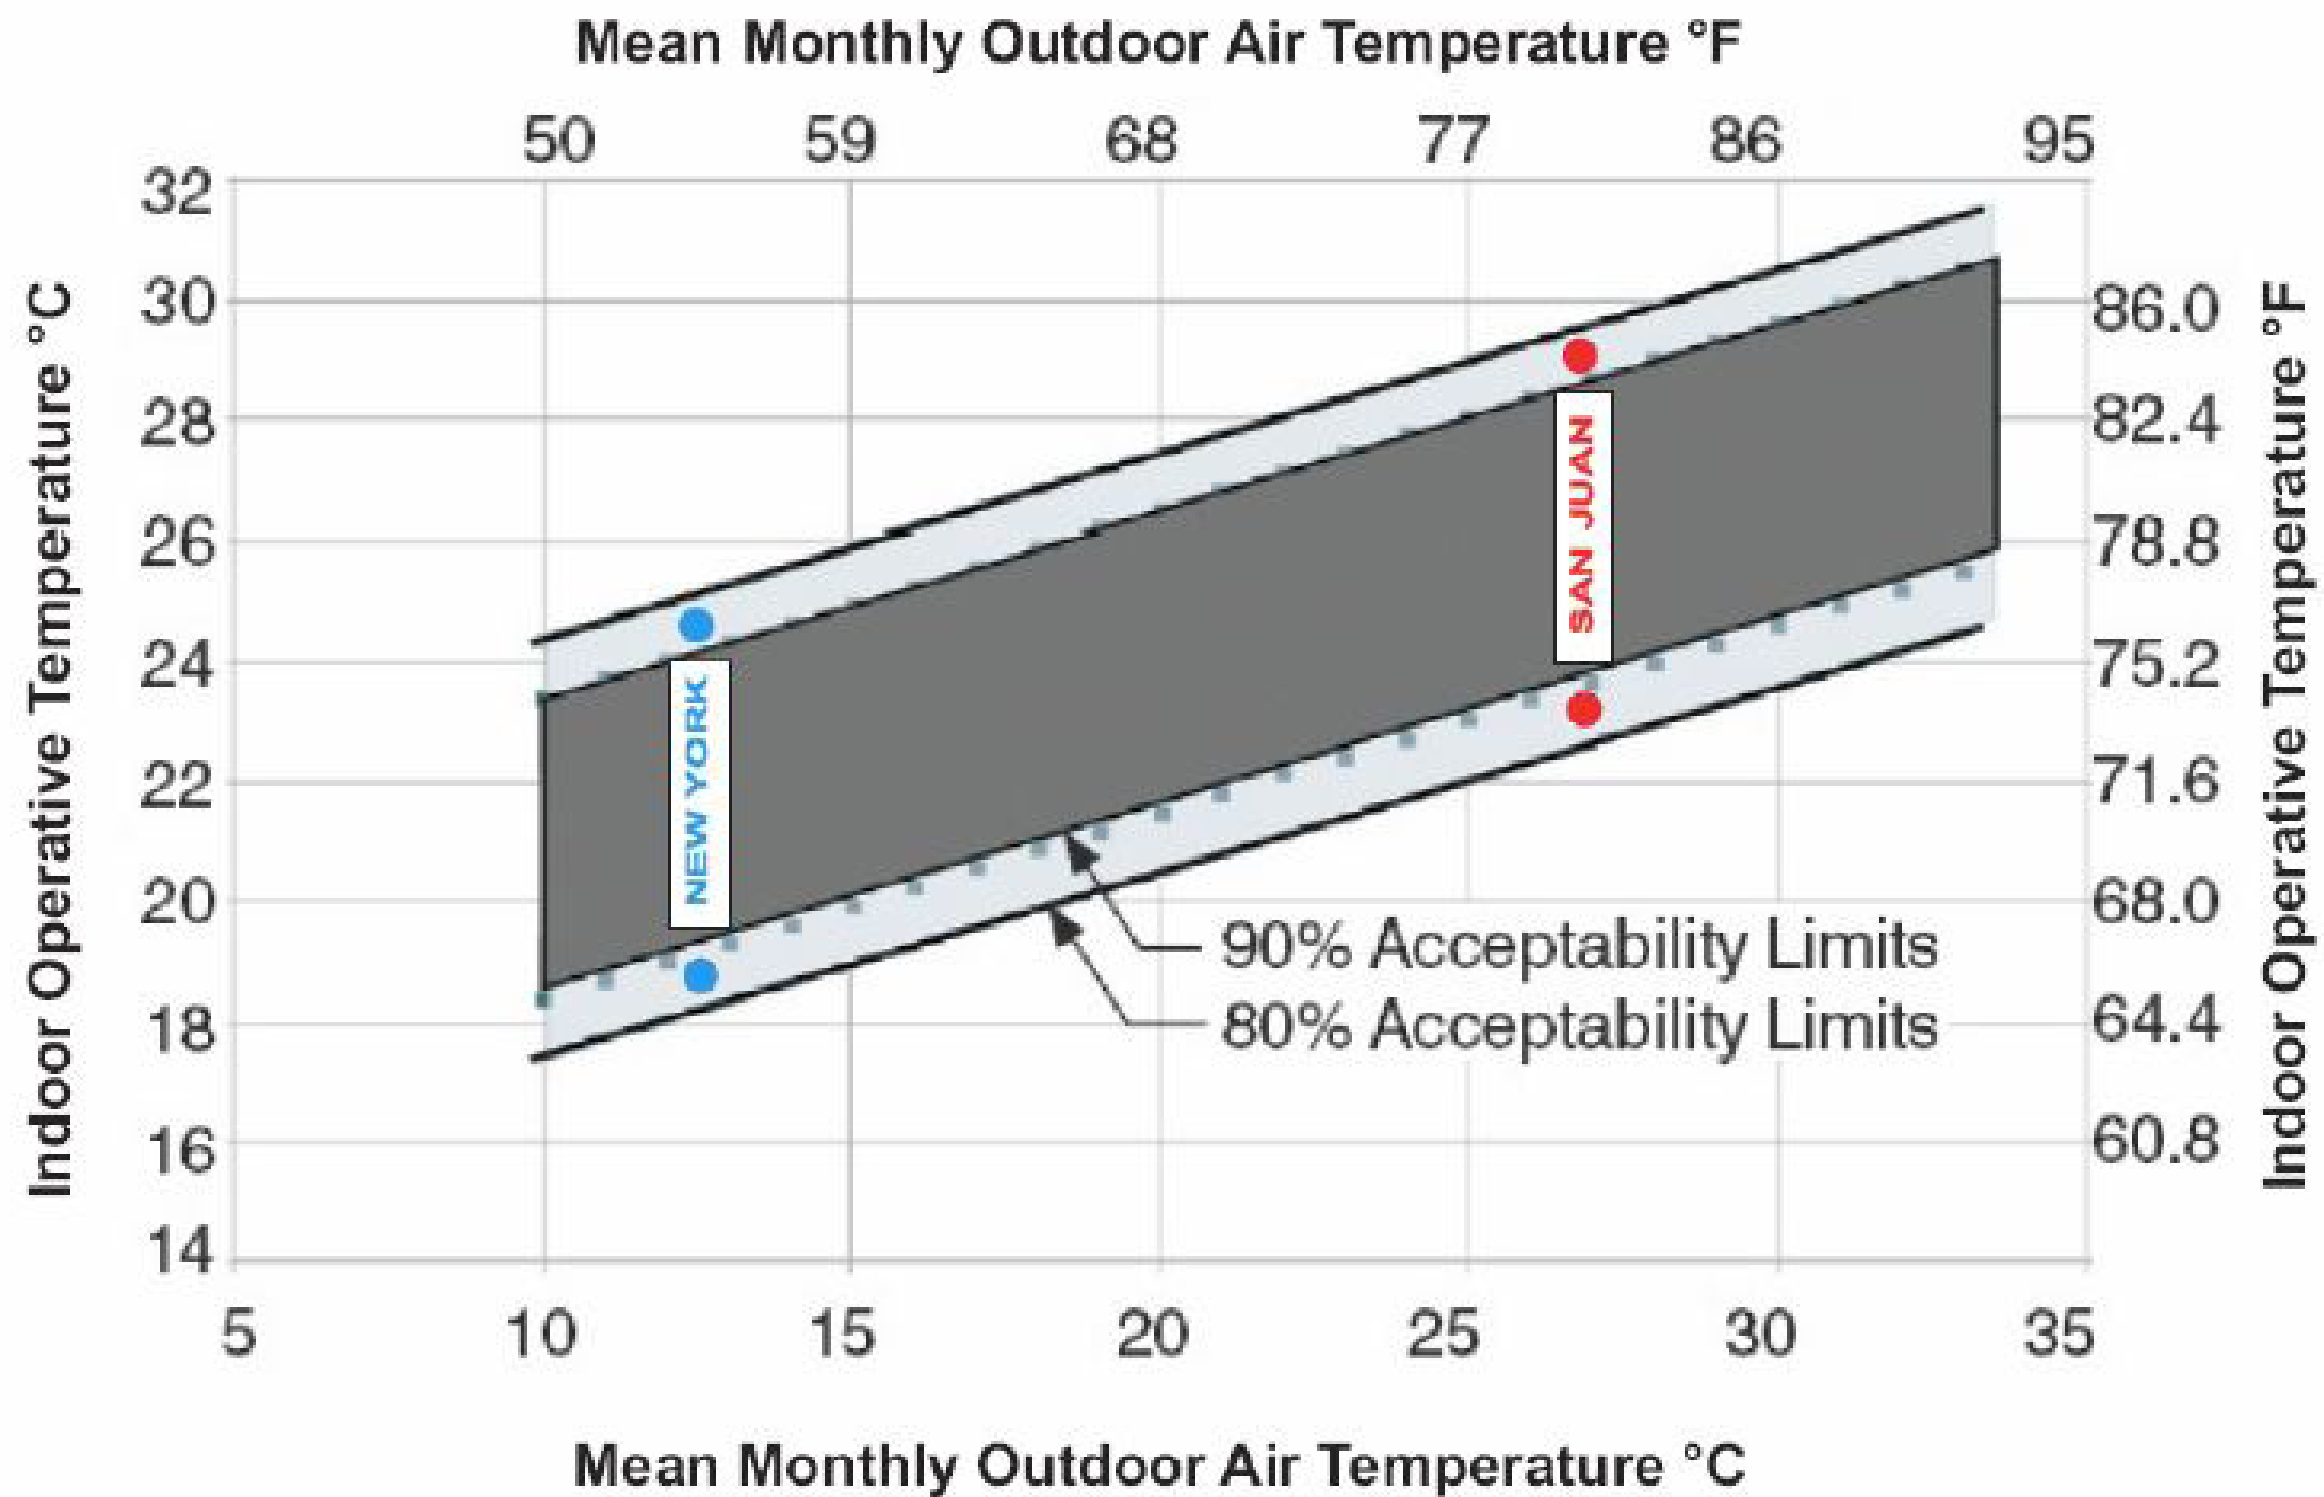 Mean Monthly Outdoor Air Temperature °F
50 59 68 77 86 95
Indoor Operative Temperature °C
32
30
28
26
24
22
20
18
16
14
NEW YORK
SAN JUAN
90% Acceptability Limits
80% Acceptability Limits
86.0
82.4
78.8
75.2
71.6
68.0
64.4
60.8
Indoor Operative Temperature °F
5 10 15 20 25 30 35
Mean Monthly Outdoor Air Temperature °C